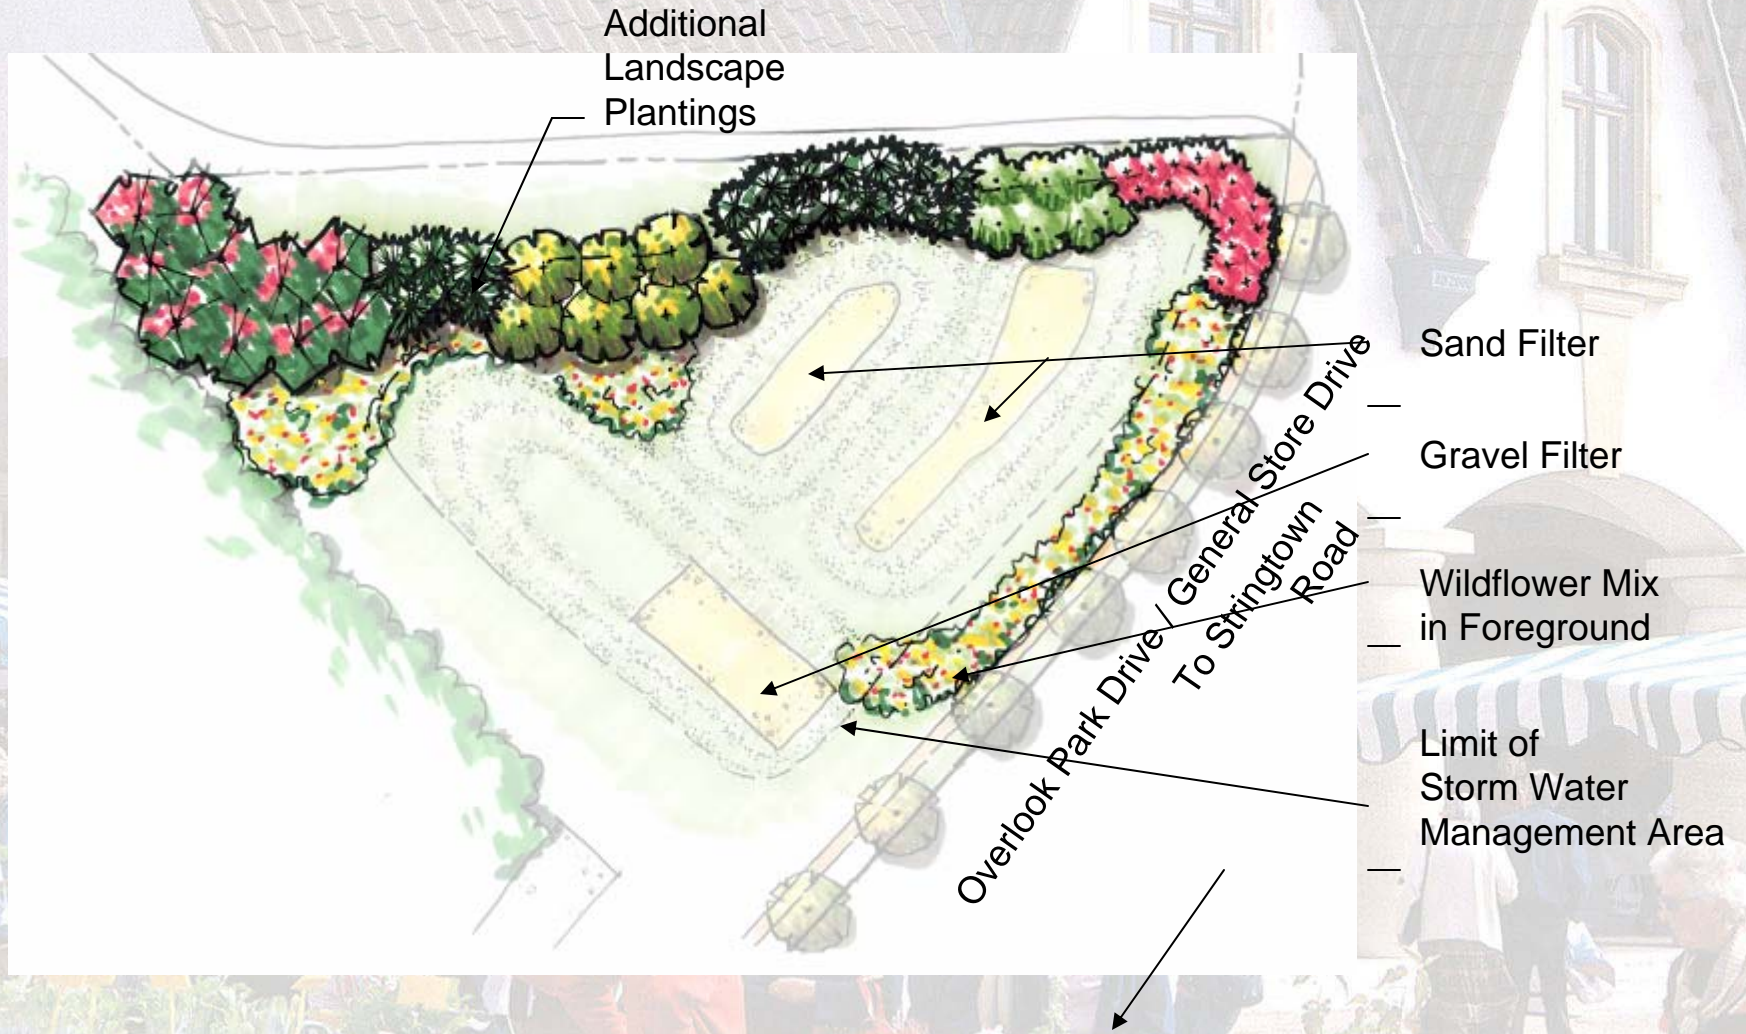 Additional
Landscape
Plantings
Sand Filter
Gravel Filter
Wildflower Mix
in Foreground
Limit of
Storm Water
Management Area
Overlook Park Drive / General Store Drive
To Stringtown
Road